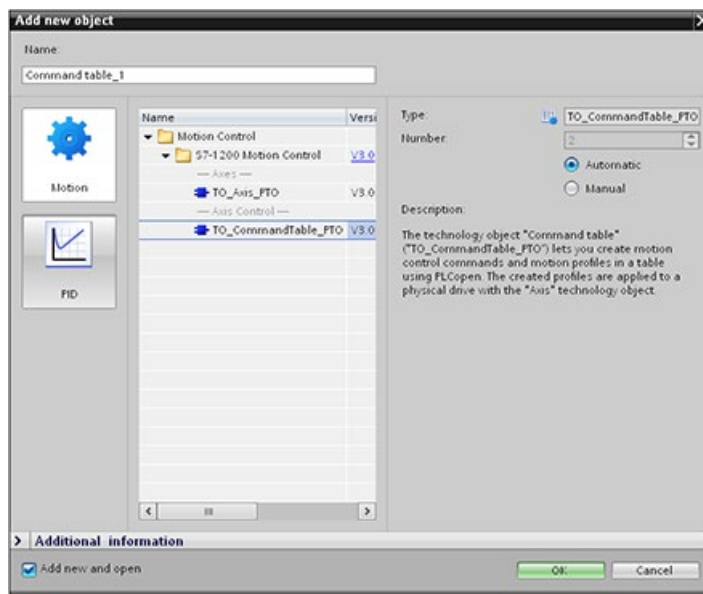 Add new object
Name:
Command table_1
Motion
PID
Name
Versi
Motion Control
S7-1200 Motion Control
V3.0
— Axes —
TO_Axis_PTO
V3.0
— Axis Control —
TO_CommandTable_PTO
V3.0
Type:
TO_CommandTable_PTO
Number:
2
Automatic
Manual
Description:
The technology object "Command table"
("TO_CommandTable_PTO") lets you create motion
control commands and motion profiles in a table
using PLCopen. The created profiles are applied to a
physical drive with the "Axis" technology object.
Additional information
Add new and open
OK
Cancel